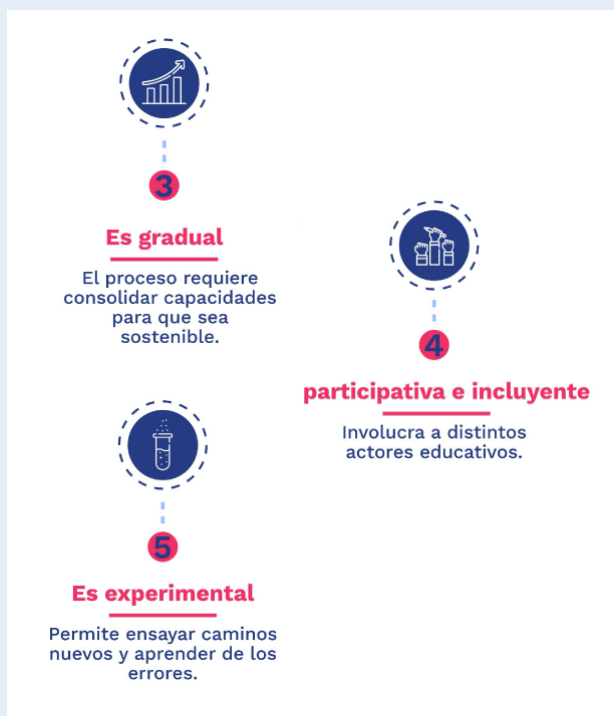 3
Es gradual
El proceso requiere
consolidar capacidades
para que sea
sostenible.
4
participativa e incluyente
Involucra a distintos
actores educativos.
5
Es experimental
Permite ensayar caminos
nuevos y aprender de los
errores.